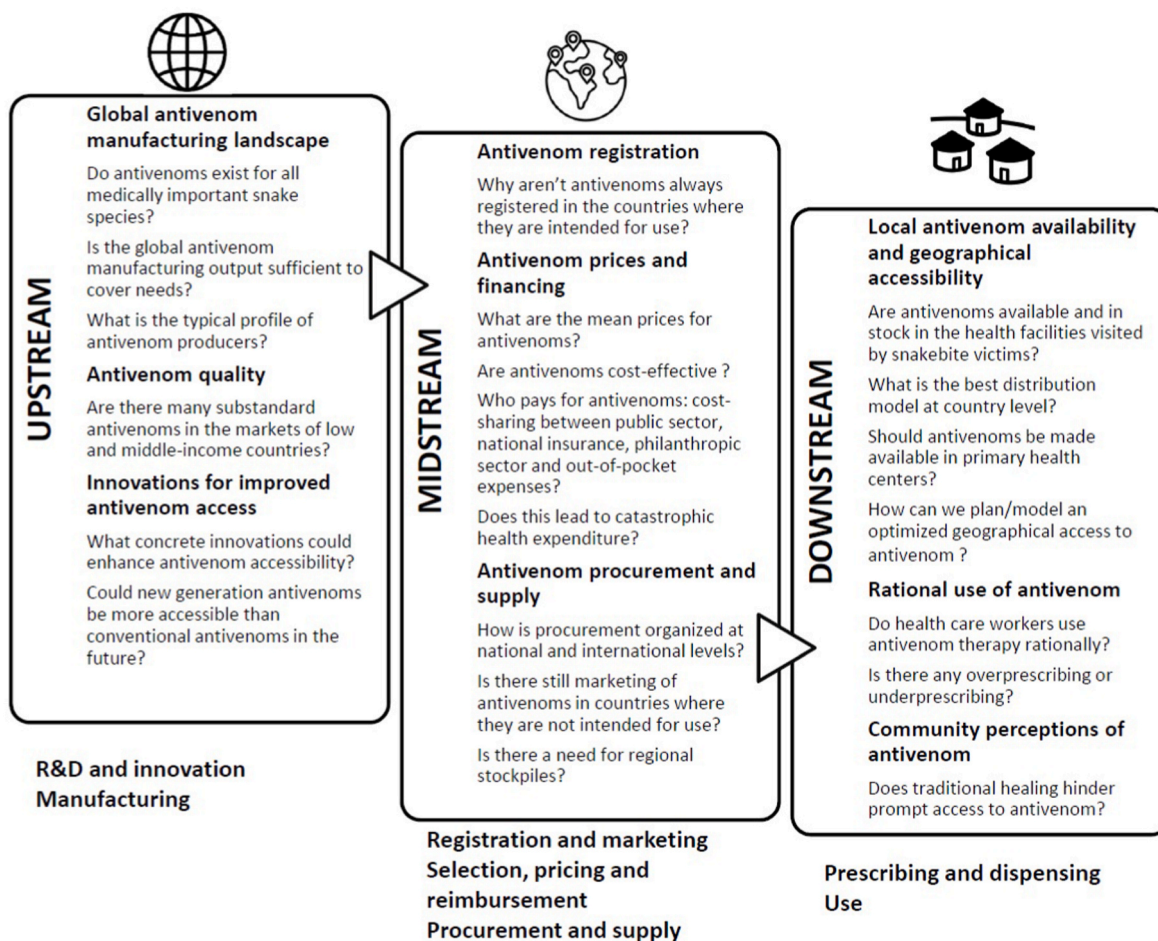 UPSTREAM
Global antivenom
manufacturing landscape
Do antivenoms exist for all
medically important snake
species?
Is the global antivenom
manufacturing output sufficient to
cover needs?
What is the typical profile of
antivenom producers?
Antivenom quality
Are there many substandard
antivenoms in the markets of low
and middle-income countries?
Innovations for improved
antivenom access
What concrete innovations could
enhance antivenom accessibility?
Could new generation antivenoms
be more accessible than
conventional antivenoms in the
future?
R&D and innovation
Manufacturing
MIDSTREAM
Antivenom registration
Why aren't antivenoms always
registered in the countries where
they are intended for use?
Antivenom prices and
financing
What are the mean prices for
antivenoms?
Are antivenoms cost-effective ?
Who pays for antivenoms: cost-
sharing between public sector,
national insurance, philanthropic
sector and out-of-pocket
expenses?
Does this lead to catastrophic
health expenditure?
Antivenom procurement and
supply
How is procurement organized at
national and international levels?
Is there still marketing of
antivenoms in countries where
they are not intended for use?
Is there a need for regional
stockpiles?
Registration and marketing
Selection, pricing and
reimbursement
Procurement and supply
DOWNSTREAM
Local antivenom availability
and geographical
accessibility
Are antivenoms available and in
stock in the health facilities visited
by snakebite victims?
What is the best distribution
model at country level?
Should antivenoms be made
available in primary health
centers?
How can we plan/model an
optimized geographical access to
antivenom ?
Rational use of antivenom
Do health care workers use
antivenom therapy rationally?
Is there any overprescribing or
underprescribing?
Community perceptions of
antivenom
Does traditional healing hinder
prompt access to antivenom?
Prescribing and dispensing
Use